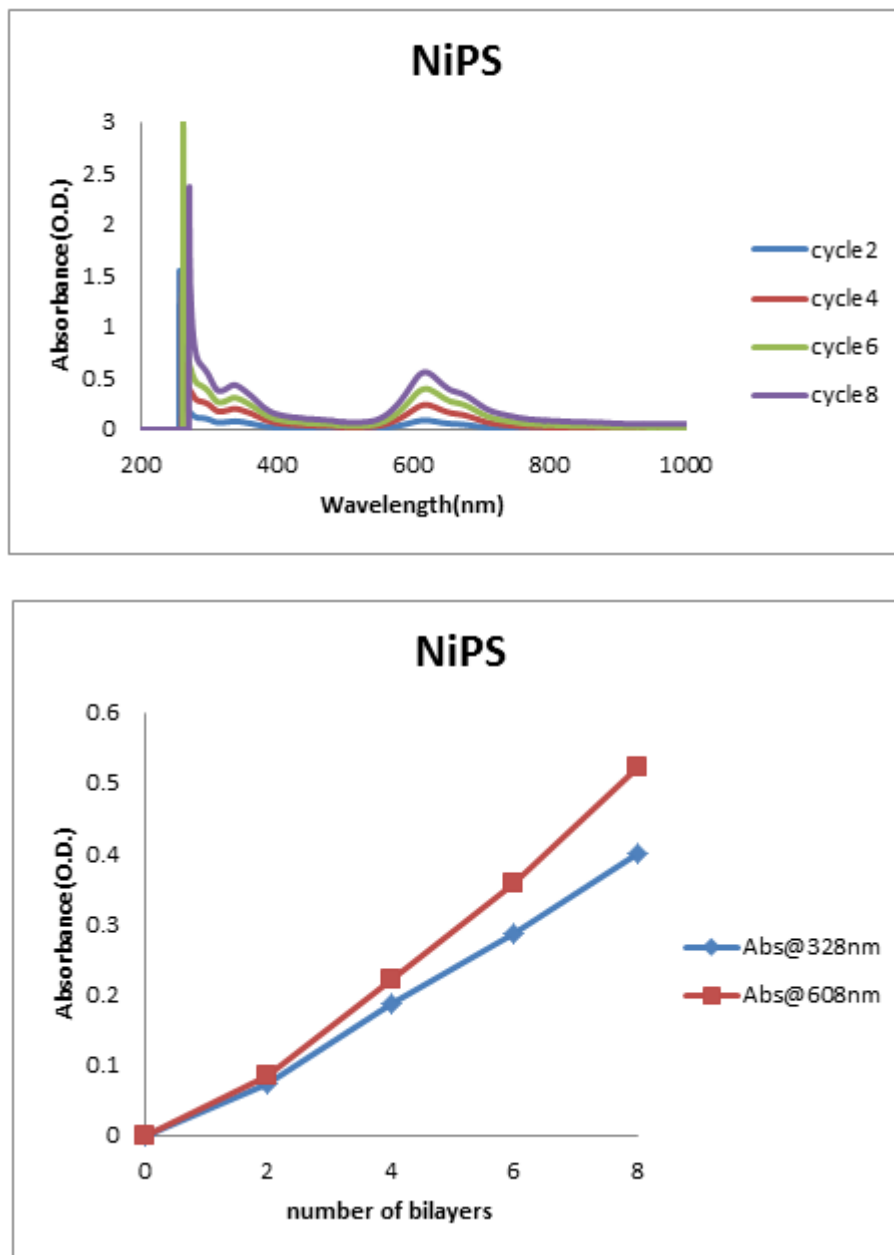 NiPS
3
2.5
2
1.5
1
0.5
0
Absorbance(O.D.)
200 400 600 800 1000
Wavelength(nm)
cycle2
cycle4
cycle6
cycle8
NiPS
0.6
0.5
0.4
0.3
0.2
0.1
0
Absorbance(O.D.)
0 2 4 6 8
number of bilayers
Abs@328nm
Abs@608nm